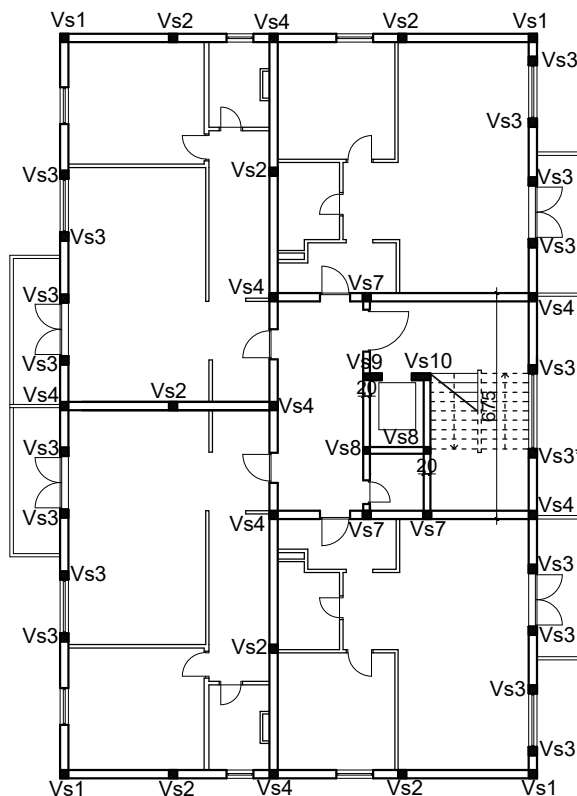 Vs1 Vs2 Vs4 Vs2 Vs1
Vs3
Vs3
Vs3 Vs2 Vs3
Vs3 Vs3
Vs3 Vs4 Vs7 Vs4
Vs3 Vs9 Vs10 Vs3
20 675
Vs4 Vs2 Vs4
Vs3 Vs8 Vs8 Vs3*
20
Vs3 Vs4 Vs7 Vs7 Vs4
Vs3 Vs3
Vs3 Vs2 Vs3
Vs3
Vs3
Vs1 Vs2 Vs4 Vs2 Vs1